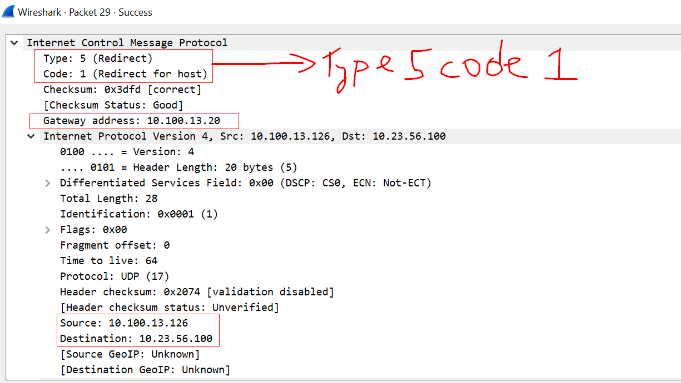 Wireshark · Packet 29 · Success
Internet Control Message Protocol
Type: 5 (Redirect)
Code: 1 (Redirect for host)
Type 5 code 1
Checksum: 0x3dfd [correct]
[Checksum Status: Good]
Gateway address: 10.100.13.20
Internet Protocol Version 4, Src: 10.100.13.126, Dst: 10.23.56.100
0100 .... = Version: 4
.... 0101 = Header Length: 20 bytes (5)
Differentiated Services Field: 0x00 (DSCP: CS0, ECN: Not-ECT)
Total Length: 28
Identification: 0x0001 (1)
Flags: 0x00
Fragment offset: 0
Time to live: 64
Protocol: UDP (17)
Header checksum: 0x2074 [validation disabled]
[Header checksum status: Unverified]
Source: 10.100.13.126
Destination: 10.23.56.100
[Source GeoIP: Unknown]
[Destination GeoIP: Unknown]